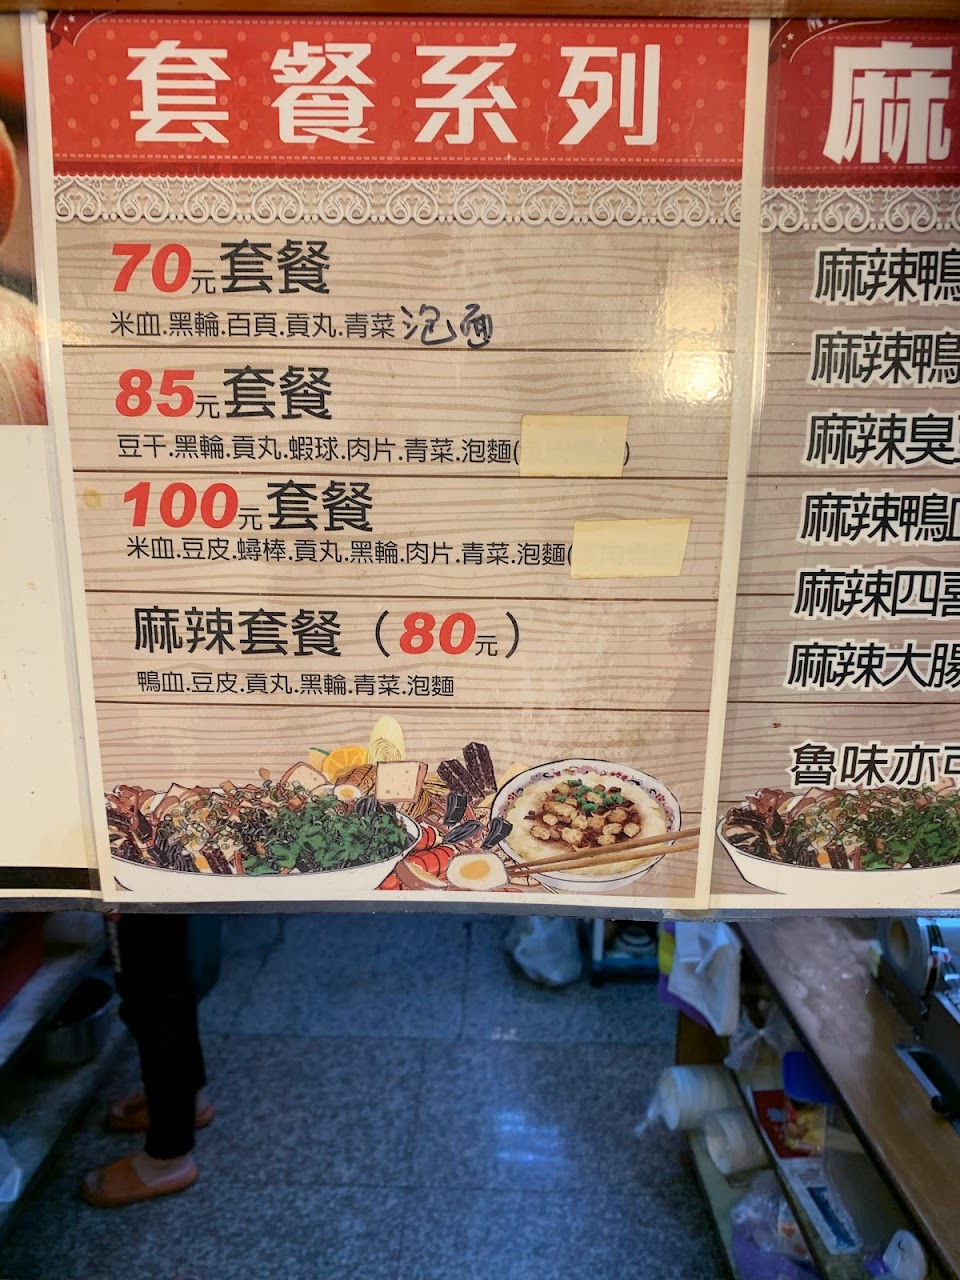 套餐系列
70元套餐
米血.黑輪.百頁.貢丸.青菜 泡面
85元套餐
豆干.黑輪.貢丸.蝦球.肉片.青菜.泡麵( )
100元套餐
米血.豆皮.蟳棒.貢丸.黑輪.肉片.青菜.泡麵(
麻辣套餐（80元）
鴨血.豆皮.貢丸.黑輪.青菜.泡麵
麻
麻辣鴨
麻辣鴨
麻辣臭
麻辣鴨血
麻辣四喜
麻辣大腸
魯味亦可